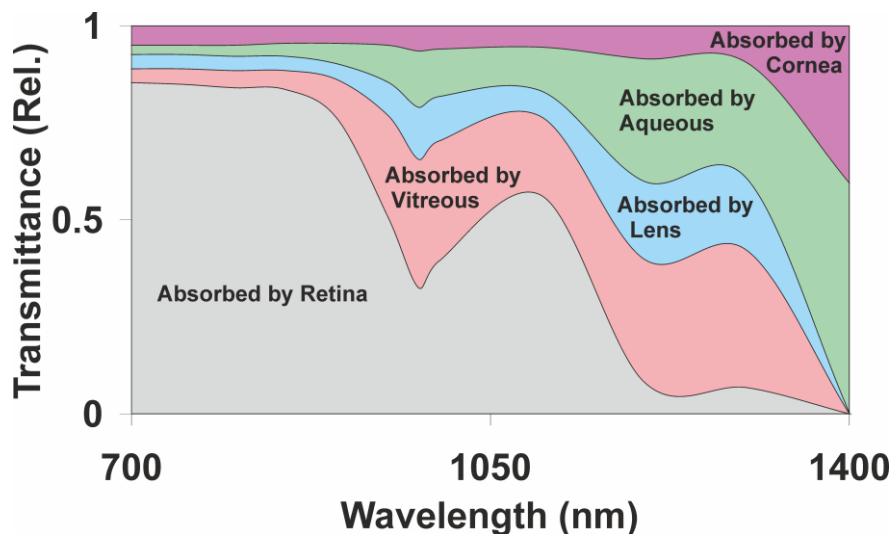 Transmittance (Rel.)
1
0.5
0
Absorbed by
Cornea
Absorbed by
Aqueous
Absorbed by
Vitreous
Absorbed by
Lens
Absorbed by Retina
700
1050
1400
Wavelength (nm)